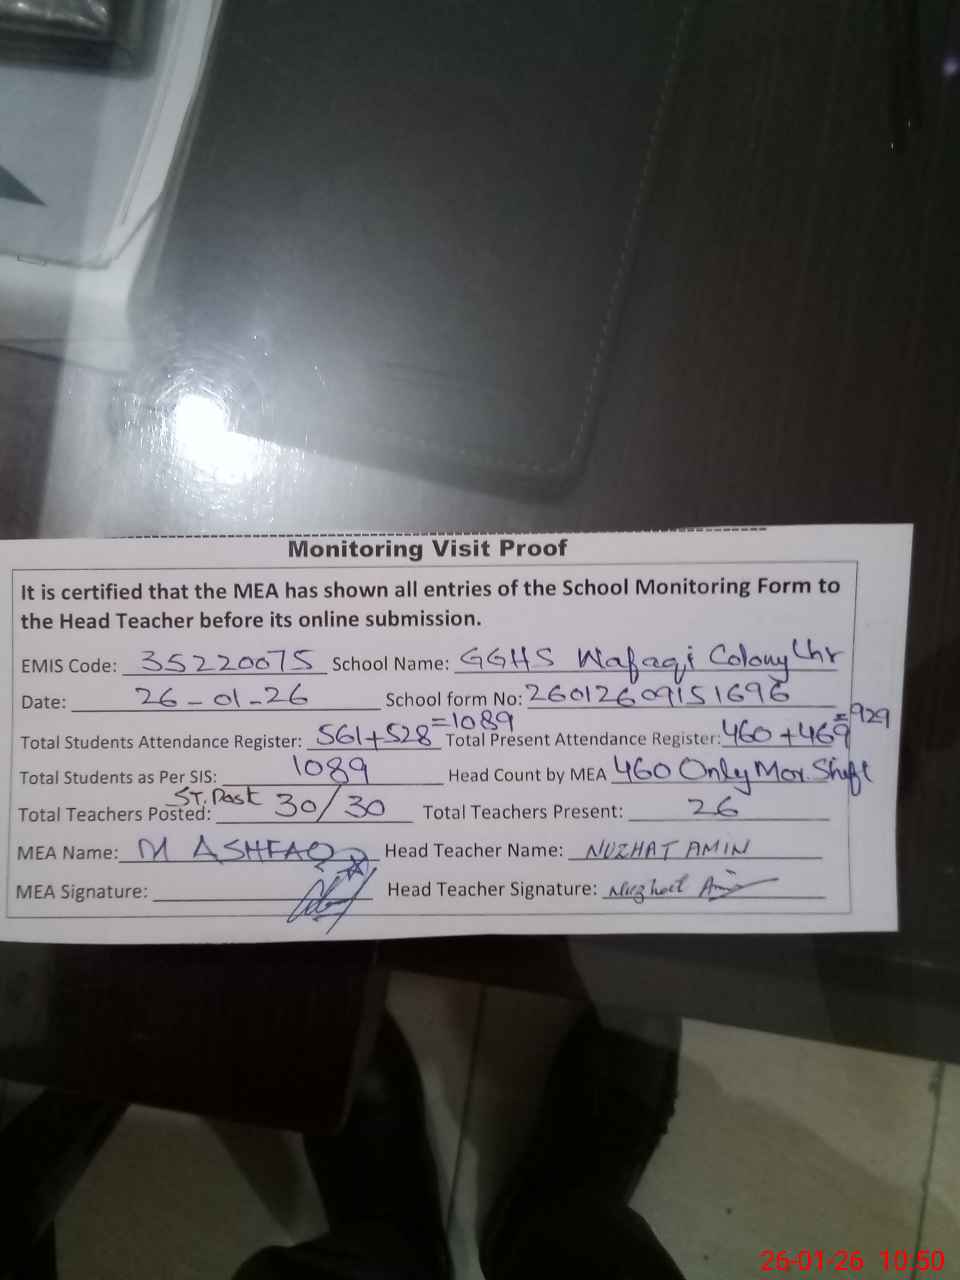 Monitoring Visit Proof
It is certified that the MEA has shown all entries of the School Monitoring Form to
the Head Teacher before its online submission.
EMIS Code: 35220075 School Name: GGHS Wafaqi Colony Lhr
Date: 26-01-26 School form No: 26012609151696
Total Students Attendance Register: 561+528=1089 Total Present Attendance Register: 460+469=929
Total Students as Per SIS: 1089 Head Count by MEA 460 Only Mor. Shift
Total Teachers Posted: ST. Post 30/30 Total Teachers Present: 26
MEA Name: M ASHFAQ Head Teacher Name: NUZHAT AMIN
MEA Signature: Head Teacher Signature: Nuzhat Amin
26-01-26 10.50